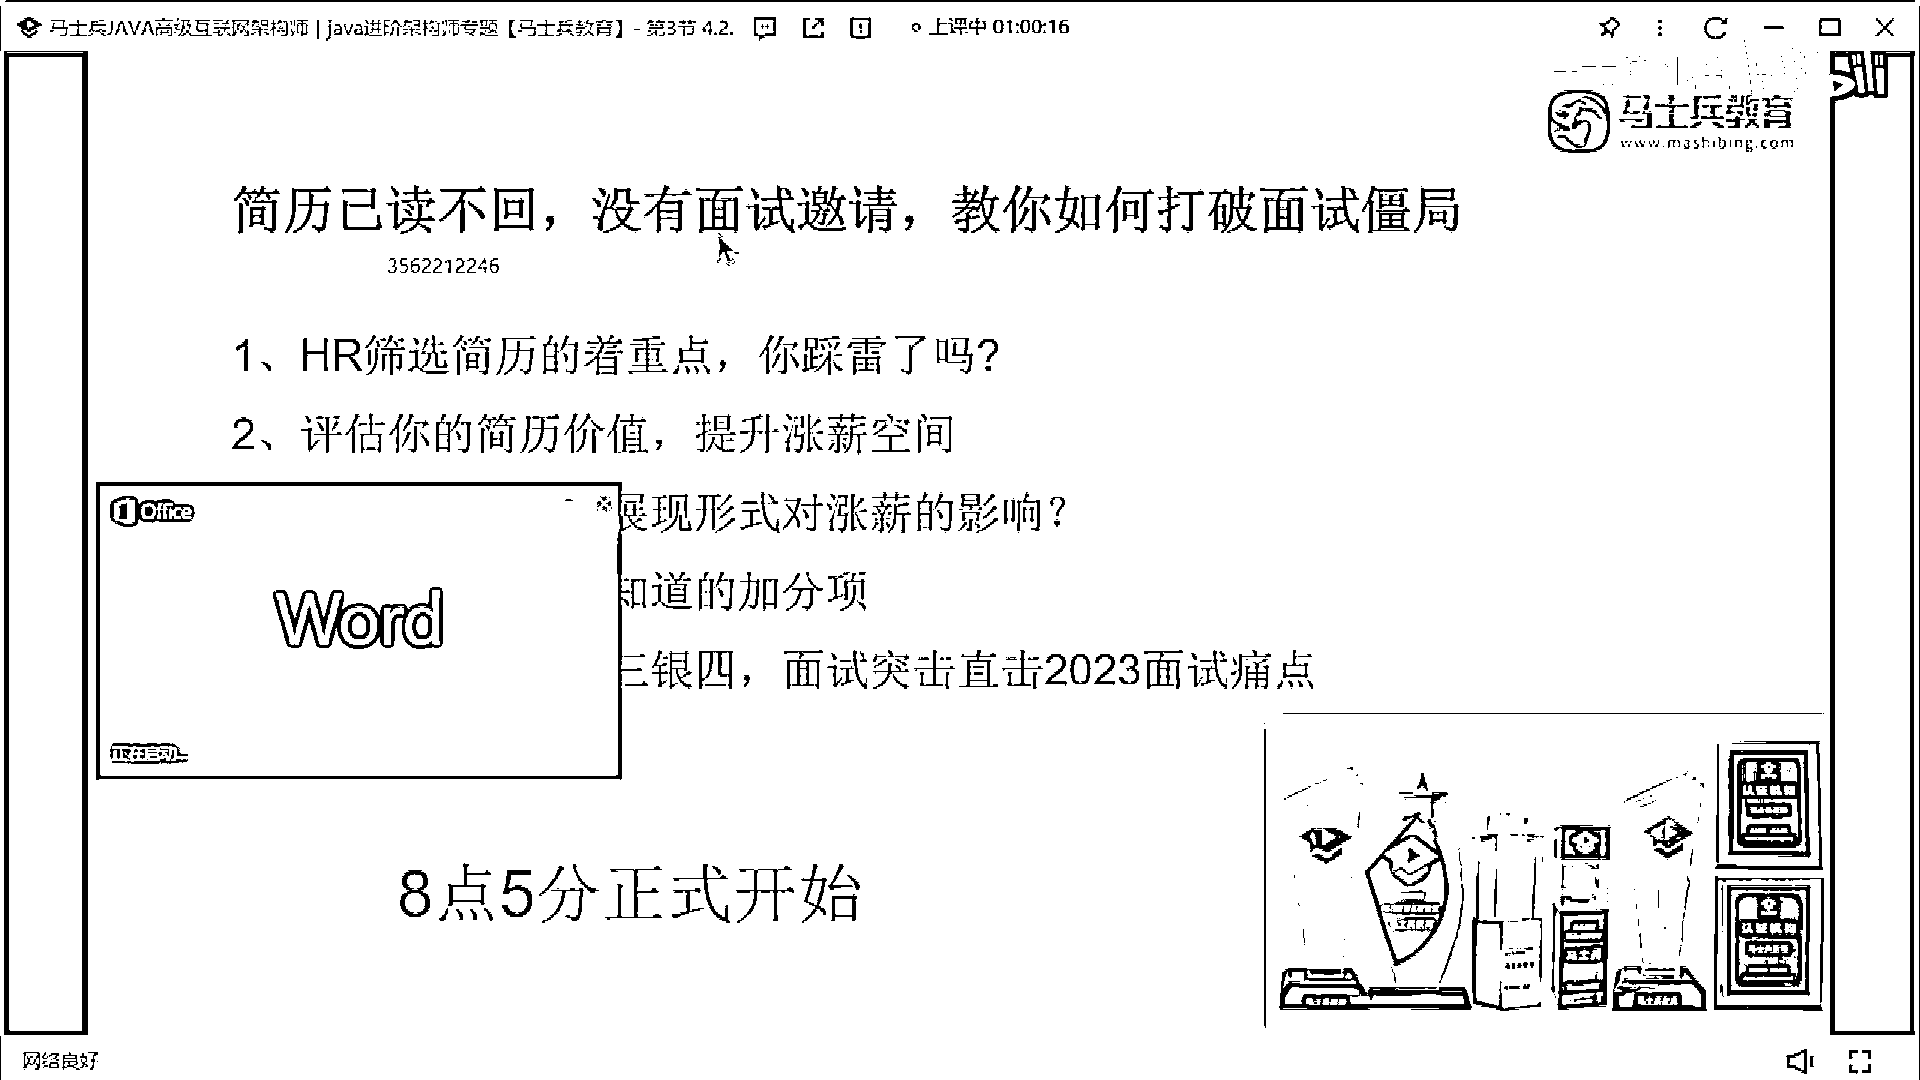 马士兵JAVA高级互联网架构师 | java进阶架构师专题【马士兵教育】- 第3节 4.2.
上课中 01:00:16
马士兵教育
www.mashibing.com
简历已读不回，没有面试邀请，教你如何打破面试僵局
3562212246
1、HR筛选简历的着重点，你踩雷了吗?
2、评估你的简历价值，提升涨薪空间
展现形式对涨薪的影响?
知道的加分项
三银四，面试突击直击2023面试痛点
Office
Word
正在启动...
8点5分正式开始
网络良好